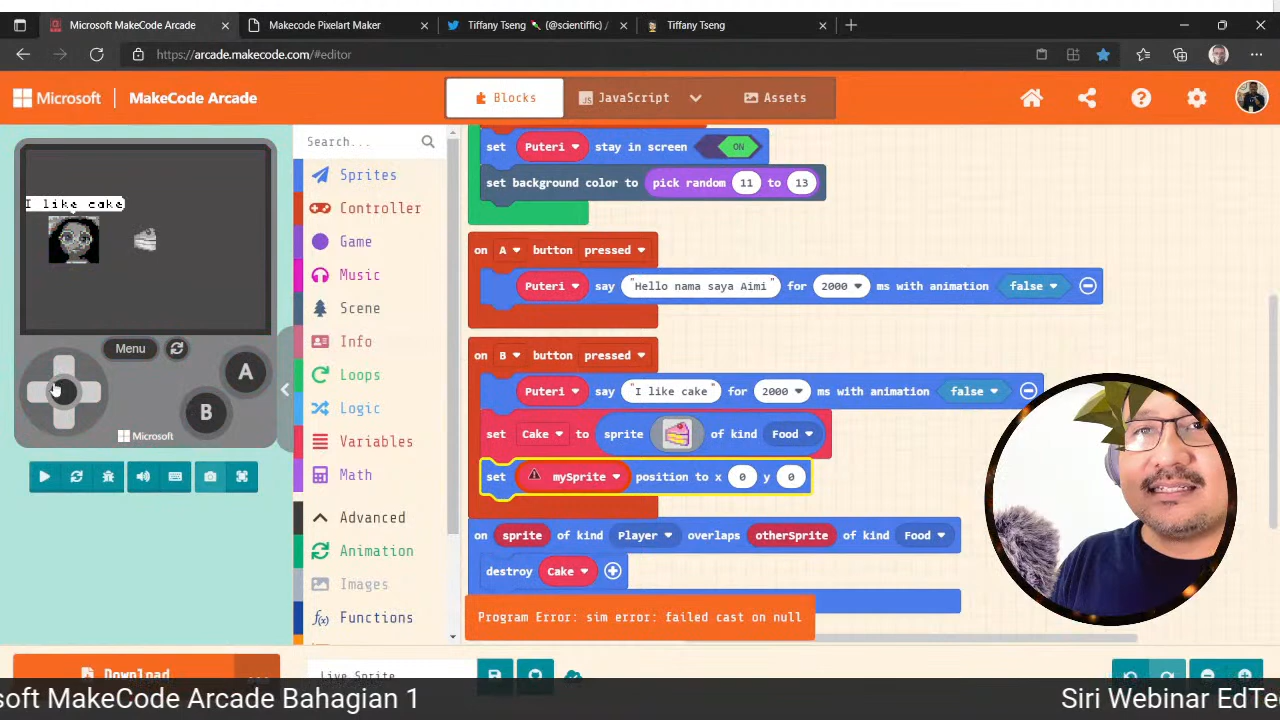 Microsoft MakeCode Arcade
Makecode Pixelart Maker
Tiffany Tseng (@scientiffic) /
Tiffany Tseng
https://arcade.makecode.com/#editor
Microsoft
MakeCode Arcade
Blocks
JavaScript
Assets
I like cake
Menu
A
B
Microsoft
Search...
Sprites
Controller
Game
Music
Scene
Info
Loops
Logic
Variables
Math
Advanced
Animation
Images
Functions
set Puteri stay in screen ON
set background color to pick random 11 to 13
on A button pressed
Puteri say "Hello nama saya Aimi" for 2000 ms with animation false
on B button pressed
Puteri say "I like cake" for 2000 ms with animation false
set Cake to sprite of kind Food
set mySprite position to x 0 y 0
on sprite of kind Player overlaps otherSprite of kind Food
destroy Cake
Program Error: sim error: failed cast on null
Download
Live Sprite
osoft MakeCode Arcade Bahagian 1
Siri Webinar EdTe